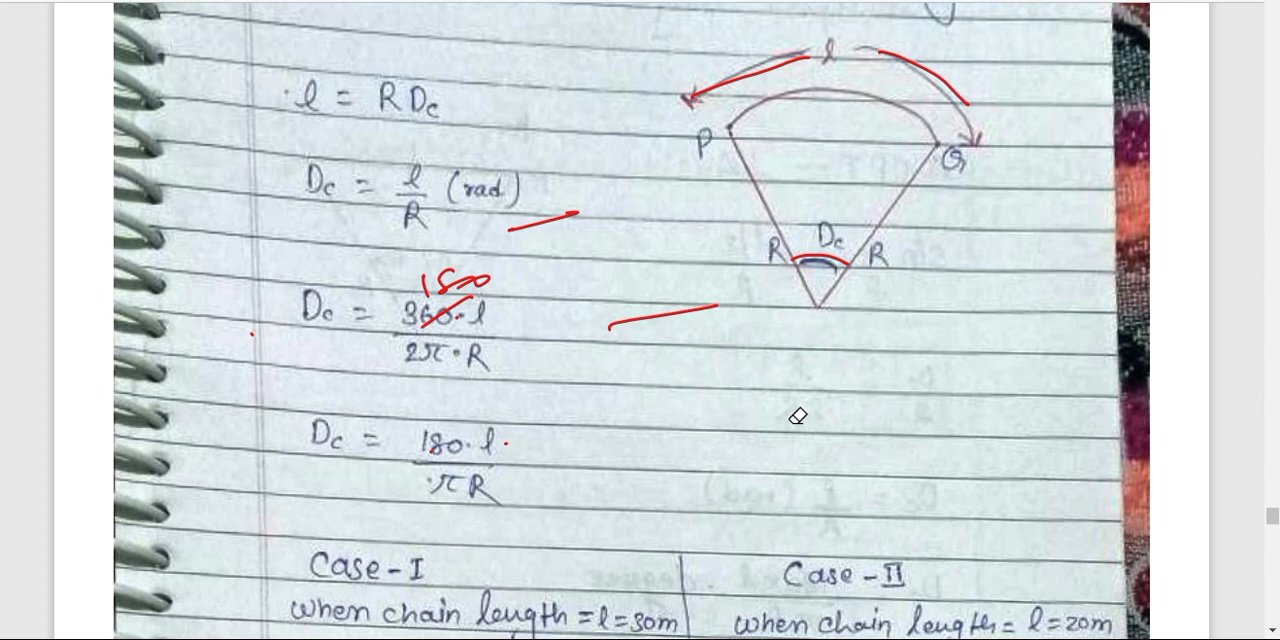 l
l = R Dc
P
Q
Dc = l/R (rad)
Dc
R
R
180
Dc = 360·l / 2π·R
Dc = 180·l / πR
Case-I
Case-II
when chain length = l = 30m
when chain length = l = 20m